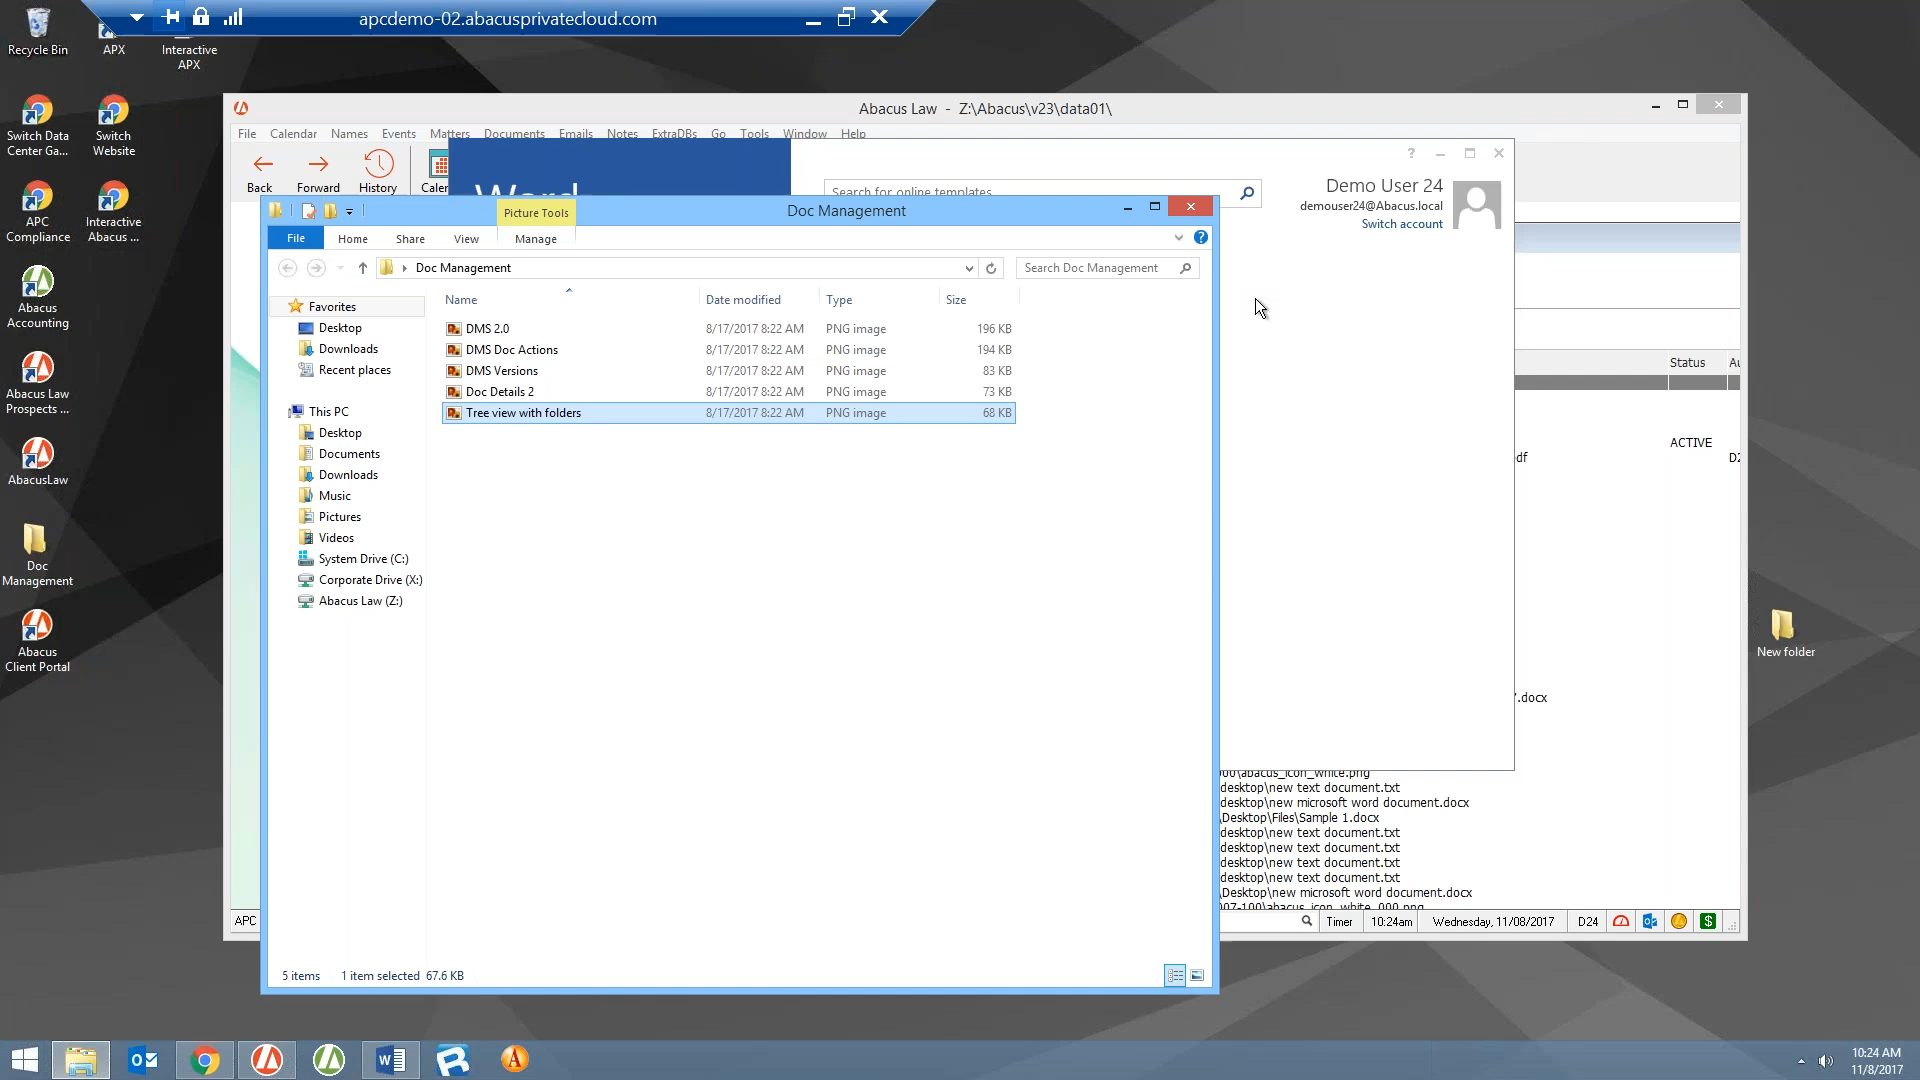 apcdemo-02.abacusprivatecloud.com
Recycle Bin
APX
Interactive
APX
Switch Data
Center Ga...
Switch
Website
APC
Compliance
Interactive
Abacus ...
Abacus
Accounting
Abacus Law
Prospects ...
AbacusLaw
Doc
Management
Abacus
Client Portal
New folder
Abacus Law - Z:\Abacus\v23\data01\
File Calendar Names Events Matters Documents Emails Notes ExtraDBs Go Tools Window Help
Back Forward History
Search for online templates
Demo User 24
demouser24@Abacus.local
Switch account
Picture Tools
Doc Management
File Home Share View Manage
Doc Management
Search Doc Management
Name Date modified Type Size
DMS 2.0 8/17/2017 8:22 AM PNG image 196 KB
DMS Doc Actions 8/17/2017 8:22 AM PNG image 194 KB
DMS Versions 8/17/2017 8:22 AM PNG image 83 KB
Doc Details 2 8/17/2017 8:22 AM PNG image 73 KB
Tree view with folders 8/17/2017 8:22 AM PNG image 68 KB
Favorites
Desktop
Downloads
Recent places
This PC
Desktop
Documents
Downloads
Music
Pictures
Videos
System Drive (C:)
Corporate Drive (X:)
Abacus Law (Z:)
5 items 1 item selected 67.6 KB
Status
ACTIVE
.docx
\abacus_icon_white.png
desktop\new text document.txt
desktop\new microsoft word document.docx
\Desktop\Files\Sample 1.docx
desktop\new text document.txt
desktop\new text document.txt
desktop\new text document.txt
desktop\new text document.txt
\Desktop\new microsoft word document.docx
007-100\abacus_icon_white_000.png
APC
Timer 10:24am Wednesday, 11/08/2017 D24
10:24 AM
11/8/2017